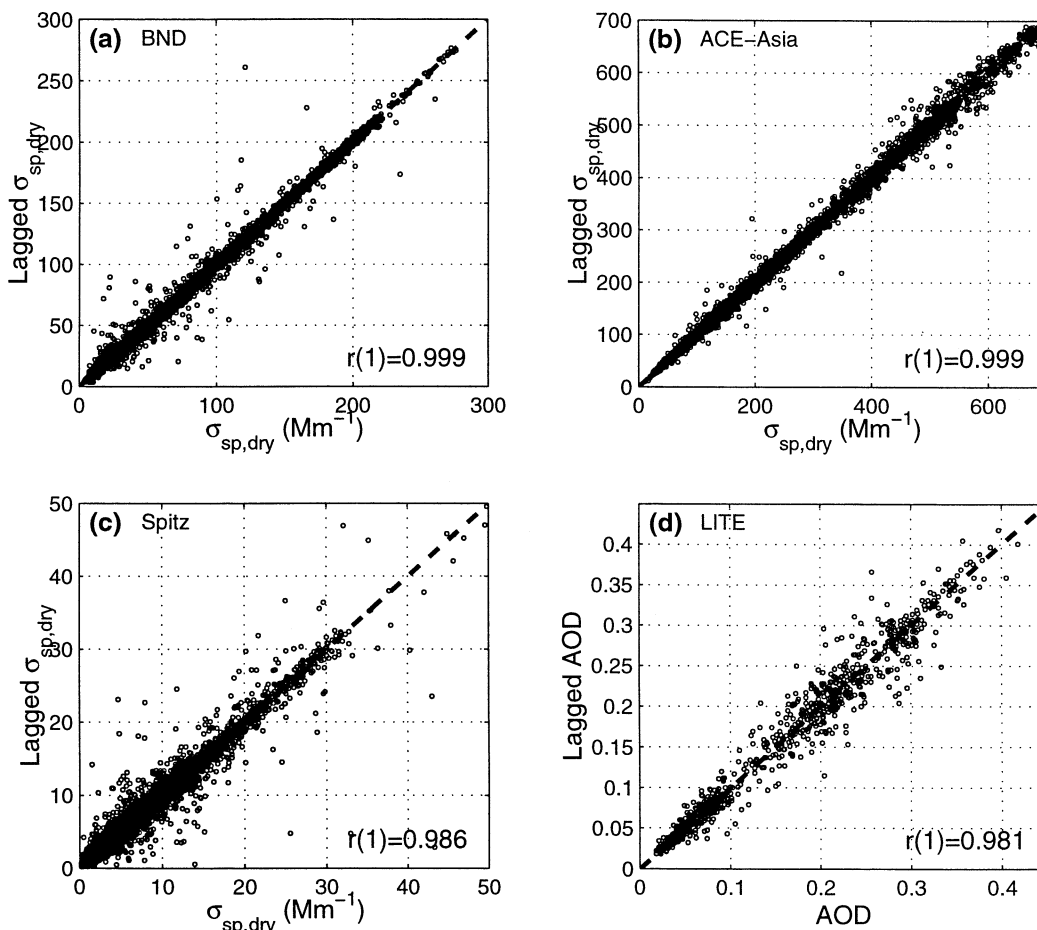 (a) BND
300
250
200
150
100
50
0
0 100 200 300
Lagged σsp,dry
σsp,dry (Mm−1)
r(1)=0.999
(b) ACE−Asia
700
600
500
400
300
200
100
0
0 200 400 600
Lagged σsp,dry
σsp,dry (Mm−1)
r(1)=0.999
(c) Spitz
50
40
30
20
10
0
0 10 20 30 40 50
Lagged σsp,dry
σsp,dry (Mm−1)
r(1)=0.986
(d) LITE
0.4
0.35
0.3
0.25
0.2
0.15
0.1
0.05
0
0 0.1 0.2 0.3 0.4
Lagged AOD
AOD
r(1)=0.981